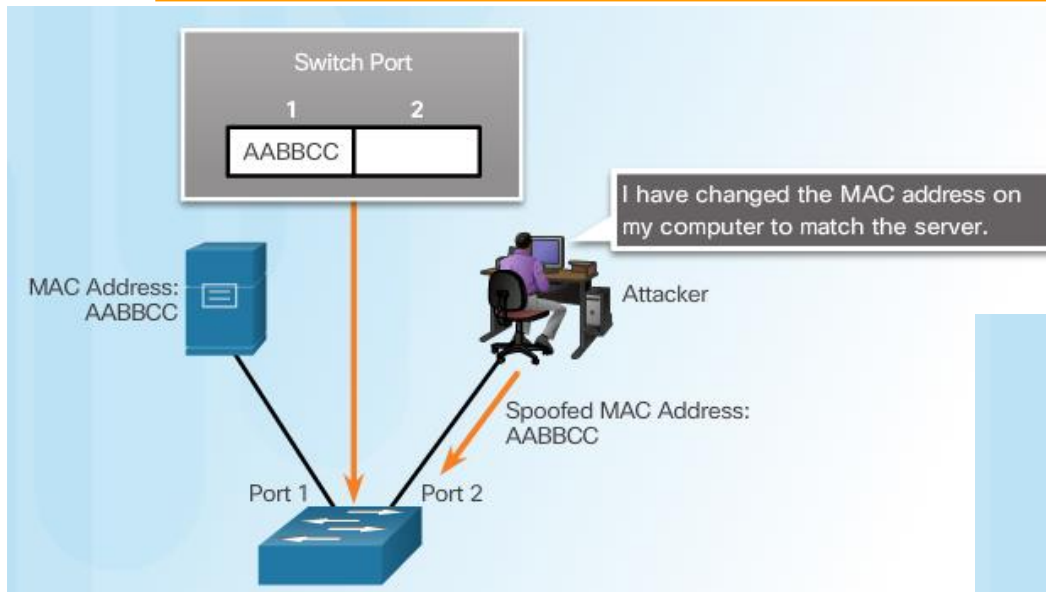 Switch Port
1 2
AABBCC
I have changed the MAC address on
my computer to match the server.
MAC Address:
AABBCC
Attacker
Spoofed MAC Address:
AABBCC
Port 1
Port 2